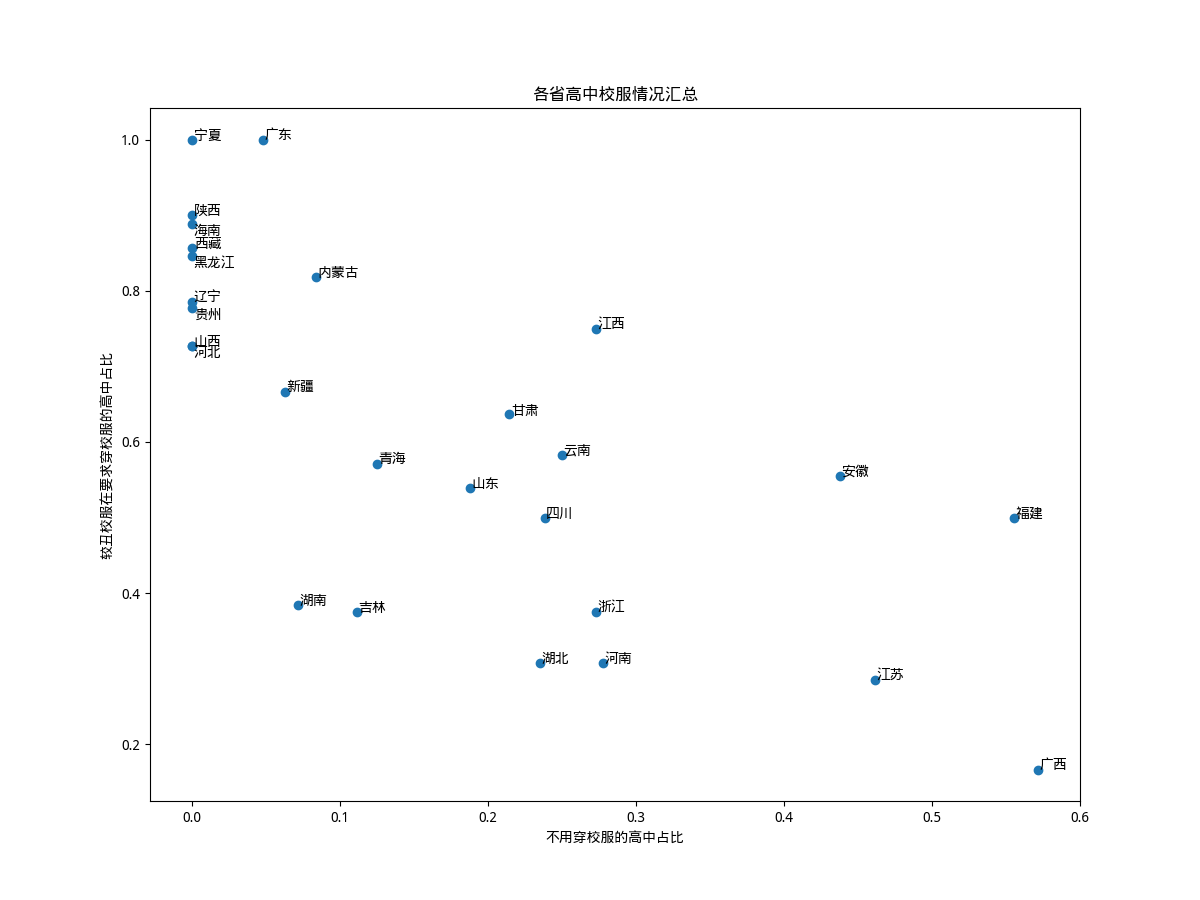 各省高中校服情况汇总
较丑校服在要求穿校服的高中占比
1.0
0.8
0.6
0.4
0.2
宁夏
广东
陕西
海南
西藏
黑龙江
内蒙古
辽宁
贵州
江西
山西
河北
新疆
甘肃
云南
青海
安徽
山东
四川
福建
湖南
吉林
浙江
湖北
河南
江苏
广西
0.0
0.1
0.2
0.3
0.4
0.5
0.6
不用穿校服的高中占比